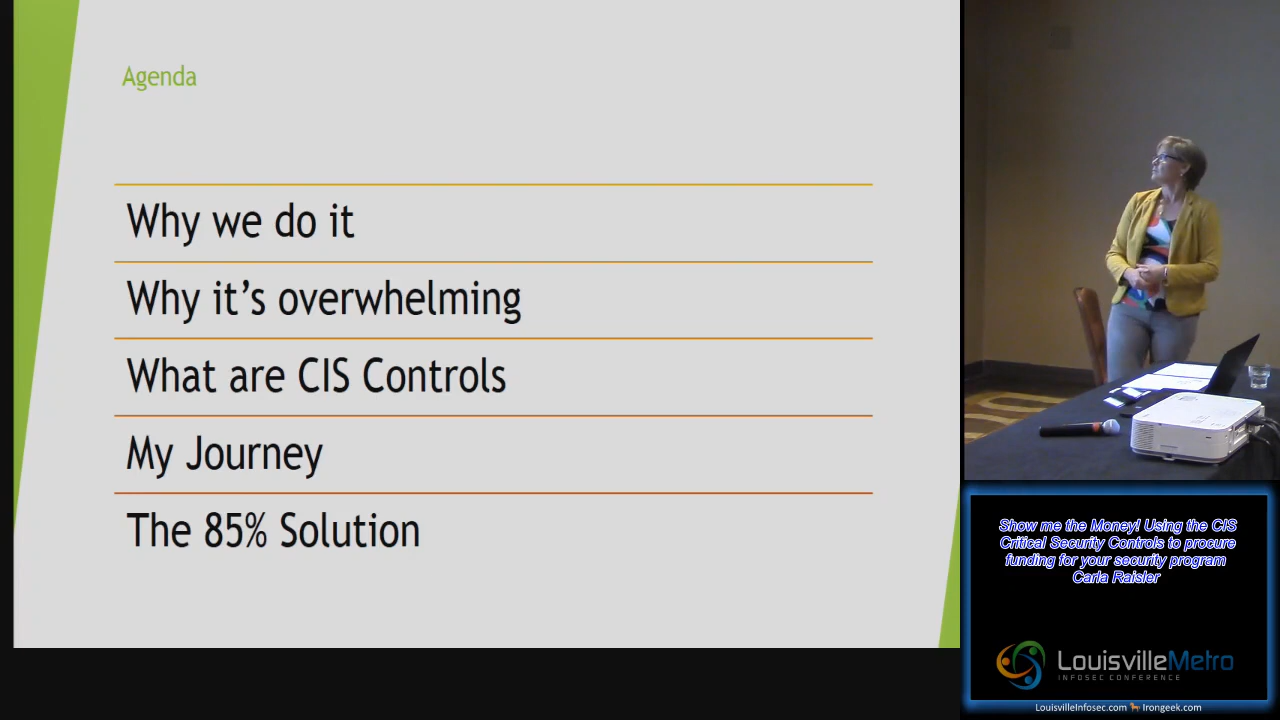 Agenda
Why we do it
Why it's overwhelming
What are CIS Controls
My Journey
The 85% Solution
Show me the Money! Using the CIS
Critical Security Controls to procure
funding for your security program
Carla Raisler
LouisvilleMetro
INFOSEC CONFERENCE
LouisvilleInfosec.com Irongeek.com